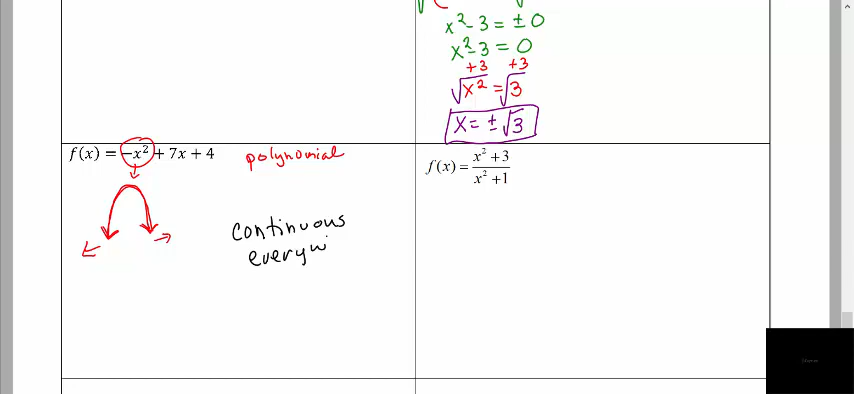 x² - 3 = ± 0
x² - 3 = 0
+3 +3
√x² = √3
x = ± √3
f(x) = −x² + 7x + 4 polynomial
continuous
everyw
f(x) = (x² + 3)/(x² + 1)